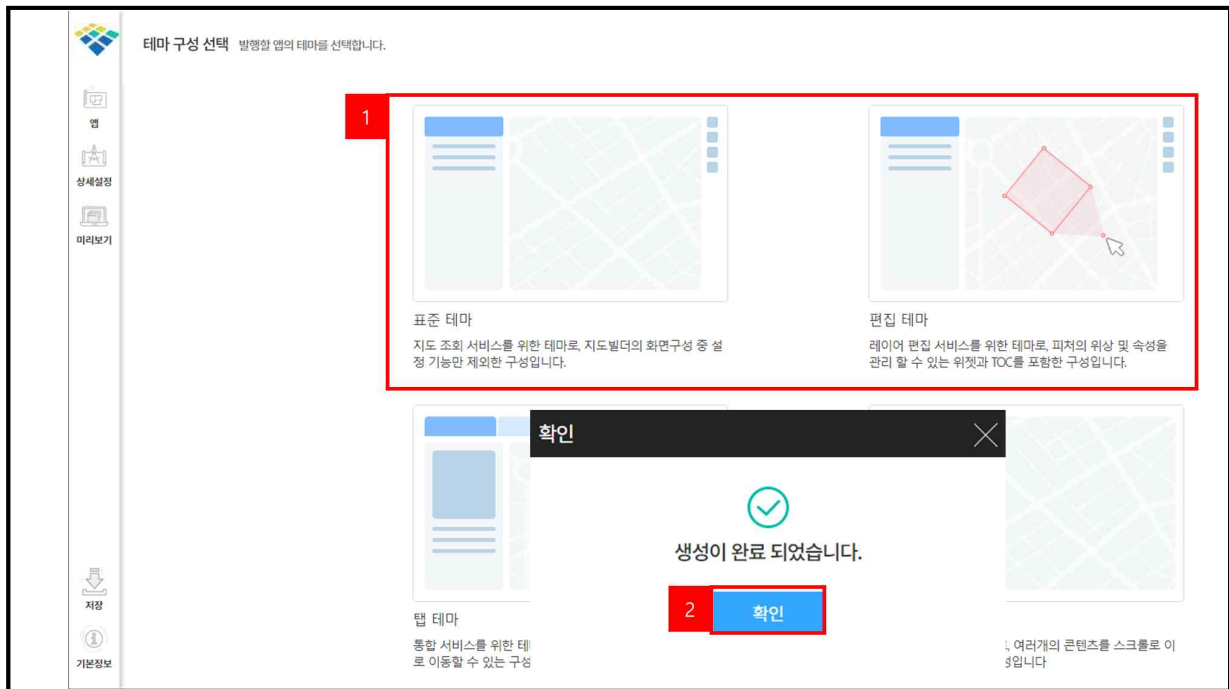 테마 구성 선택 발행할 앱의 테마를 선택합니다.
앱
상세설정
미리보기
저장
기본정보
1
표준 테마
지도 조회 서비스를 위한 테마로, 지도빌더의 화면구성 중 설
정 기능만 제외한 구성입니다.
편집 테마
레이어 편집 서비스를 위한 테마로, 피처의 위상 및 속성을
관리 할 수 있는 위젯과 TOC를 포함한 구성입니다.
탭 테마
통합 서비스를 위한
로 이동할 수 있는 구성
여러개의 콘텐츠를 스크롤로 이
성입니다
확인
생성이 완료 되었습니다.
2
확인